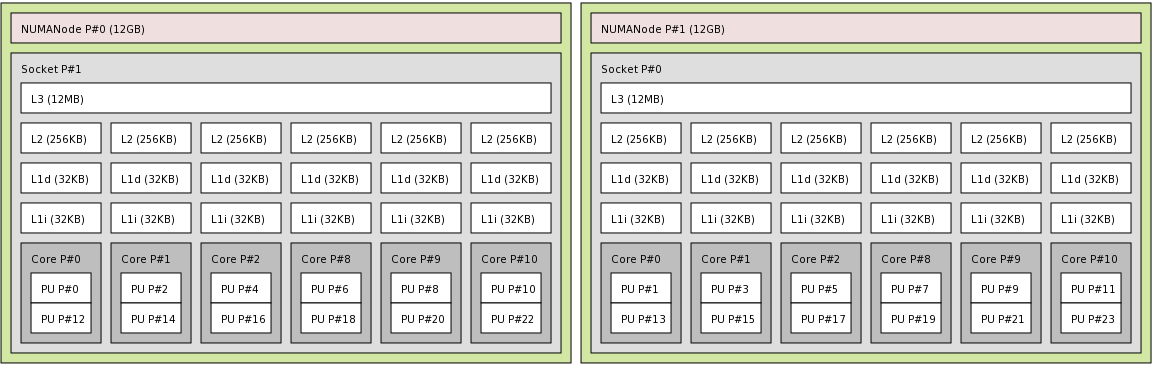 NUMANode P#0 (12GB)
Socket P#1
L3 (12MB)
L2 (256KB) L2 (256KB) L2 (256KB) L2 (256KB) L2 (256KB) L2 (256KB)
L1d (32KB) L1d (32KB) L1d (32KB) L1d (32KB) L1d (32KB) L1d (32KB)
L1i (32KB) L1i (32KB) L1i (32KB) L1i (32KB) L1i (32KB) L1i (32KB)
Core P#0 Core P#1 Core P#2 Core P#8 Core P#9 Core P#10
PU P#0 PU P#2 PU P#4 PU P#6 PU P#8 PU P#10
PU P#12 PU P#14 PU P#16 PU P#18 PU P#20 PU P#22
NUMANode P#1 (12GB)
Socket P#0
L3 (12MB)
L2 (256KB) L2 (256KB) L2 (256KB) L2 (256KB) L2 (256KB) L2 (256KB)
L1d (32KB) L1d (32KB) L1d (32KB) L1d (32KB) L1d (32KB) L1d (32KB)
L1i (32KB) L1i (32KB) L1i (32KB) L1i (32KB) L1i (32KB) L1i (32KB)
Core P#0 Core P#1 Core P#2 Core P#8 Core P#9 Core P#10
PU P#1 PU P#3 PU P#5 PU P#7 PU P#9 PU P#11
PU P#13 PU P#15 PU P#17 PU P#19 PU P#21 PU P#23